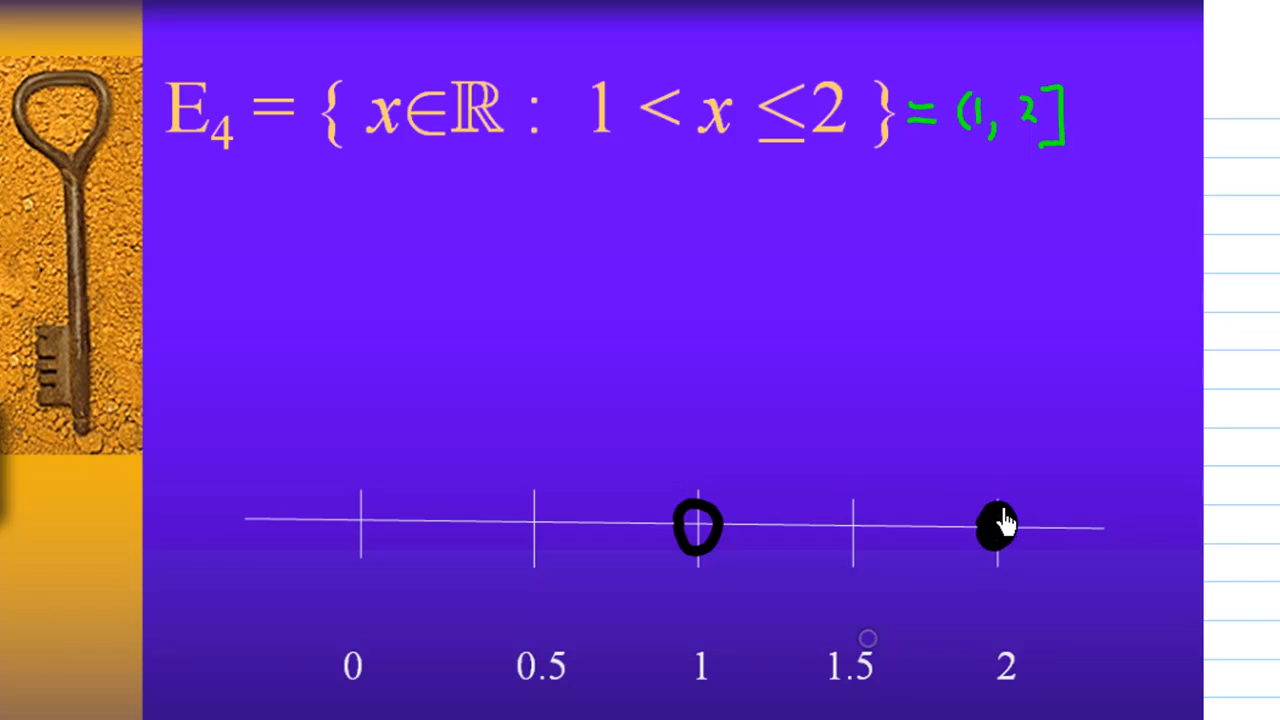 E₄ = { x∈ℝ : 1 < x ≤2 } = (1, 2]
0 0.5 1 1.5 2